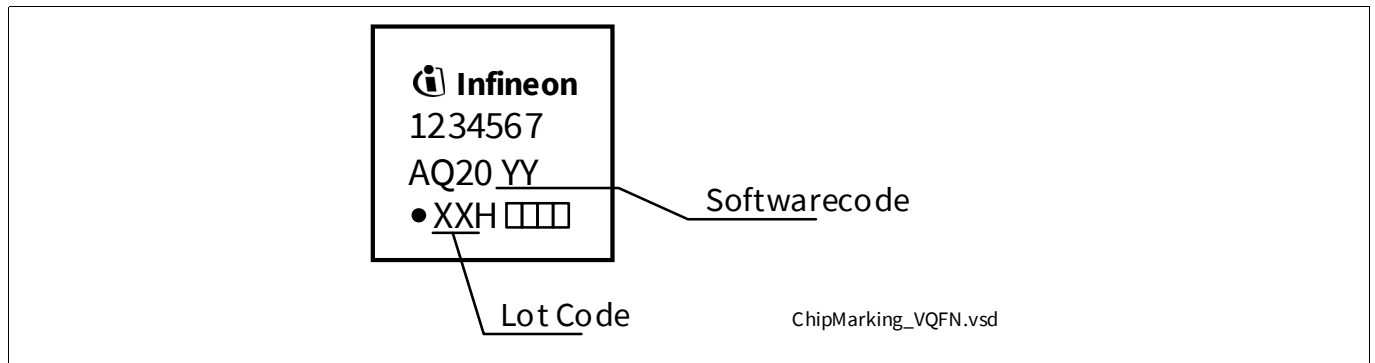 Infineon
1234567
AQ20 YY
•XXH
Softwarecode
Lot Code
ChipMarking_VQFN.vsd